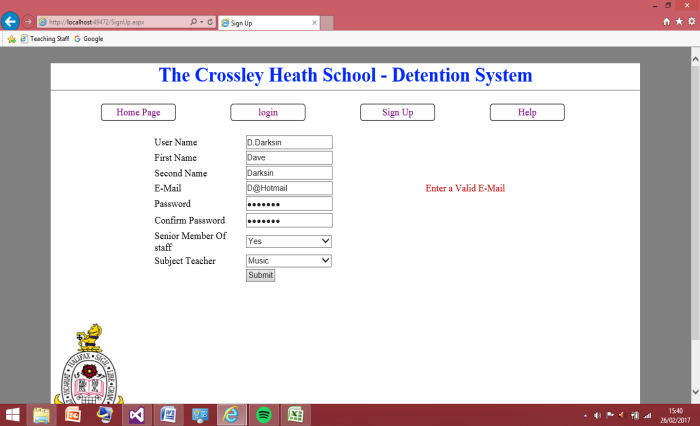 http://localhost:49472/SignUp.aspx
Sign Up
Teaching Staff Google
The Crossley Heath School - Detention System
Home Page login Sign Up Help
User Name D.Darksin
First Name Dave
Second Name Darksin
E-Mail D@Hotmail Enter a Valid E-Mail
Password •••••••
Confirm Password •••••••
Senior Member Of
staff Yes
Subject Teacher Music
Submit
HALIFAX SIGIL
15:40
26/02/2017